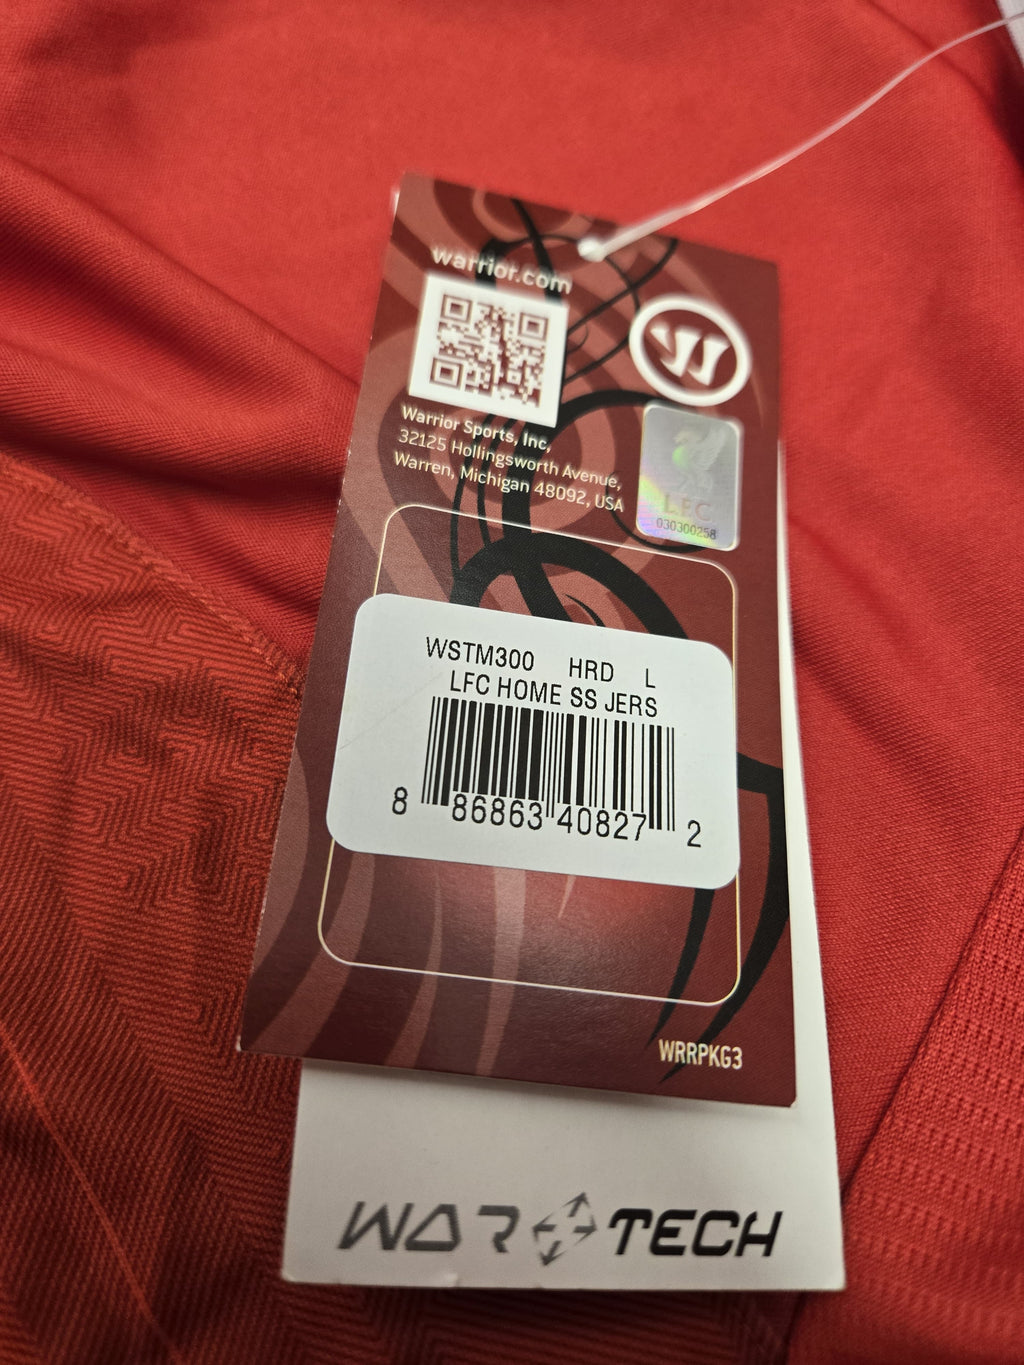 warrior.com
Warrior Sports, Inc,
32125 Hollingsworth Avenue,
Warren, Michigan 48092, USA
L.F.C.
030300258
WSTM300 HRD L
LFC HOME SS JERS
8 86863 40827 2
WRRPKG3
WAR TECH